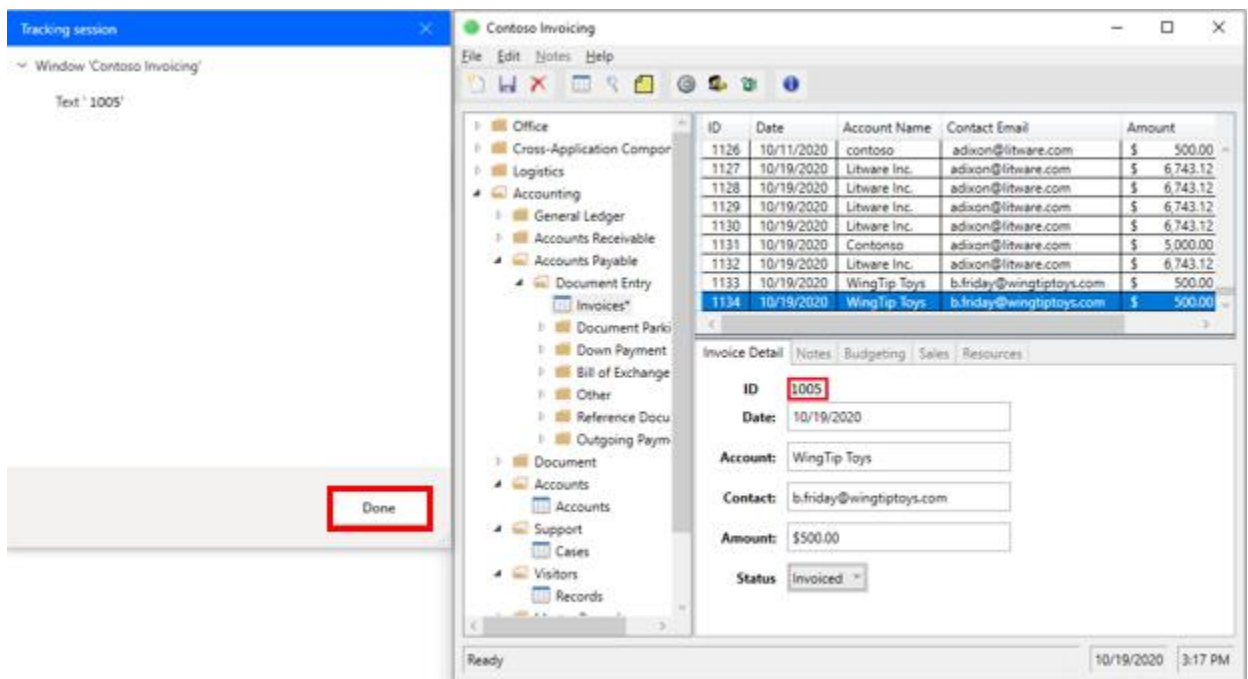 Tracking session
Window 'Contoso Invoicing'
Text ' 1005'
Done
Contoso Invoicing
File Edit Notes Help
Office
Cross-Application Compor
Logistics
Accounting
General Ledger
Accounts Receivable
Accounts Payable
Document Entry
Invoices*
Document Parki
Down Payment
Bill of Exchange
Other
Reference Docu
Outgoing Paym
Document
Accounts
Accounts
Support
Cases
Visitors
Records
ID Date Account Name Contact Email Amount
1126 10/11/2020 contoso adixon@litware.com $ 500.00
1127 10/19/2020 Litware Inc. adixon@litware.com $ 6,743.12
1128 10/19/2020 Litware Inc. adixon@litware.com $ 6,743.12
1129 10/19/2020 Litware Inc. adixon@litware.com $ 6,743.12
1130 10/19/2020 Litware Inc. adixon@litware.com $ 6,743.12
1131 10/19/2020 Contonso adixon@litware.com $ 5,000.00
1132 10/19/2020 Litware Inc. adixon@litware.com $ 6,743.12
1133 10/19/2020 WingTip Toys b.friday@wingtiptoys.com $ 500.00
1134 10/19/2020 WingTip Toys b.friday@wingtiptoys.com $ 500.00
Invoice Detail Notes Budgeting Sales Resources
ID 1005
Date: 10/19/2020
Account: WingTip Toys
Contact: b.friday@wingtiptoys.com
Amount: $500.00
Status Invoiced
Ready 10/19/2020 3:17 PM